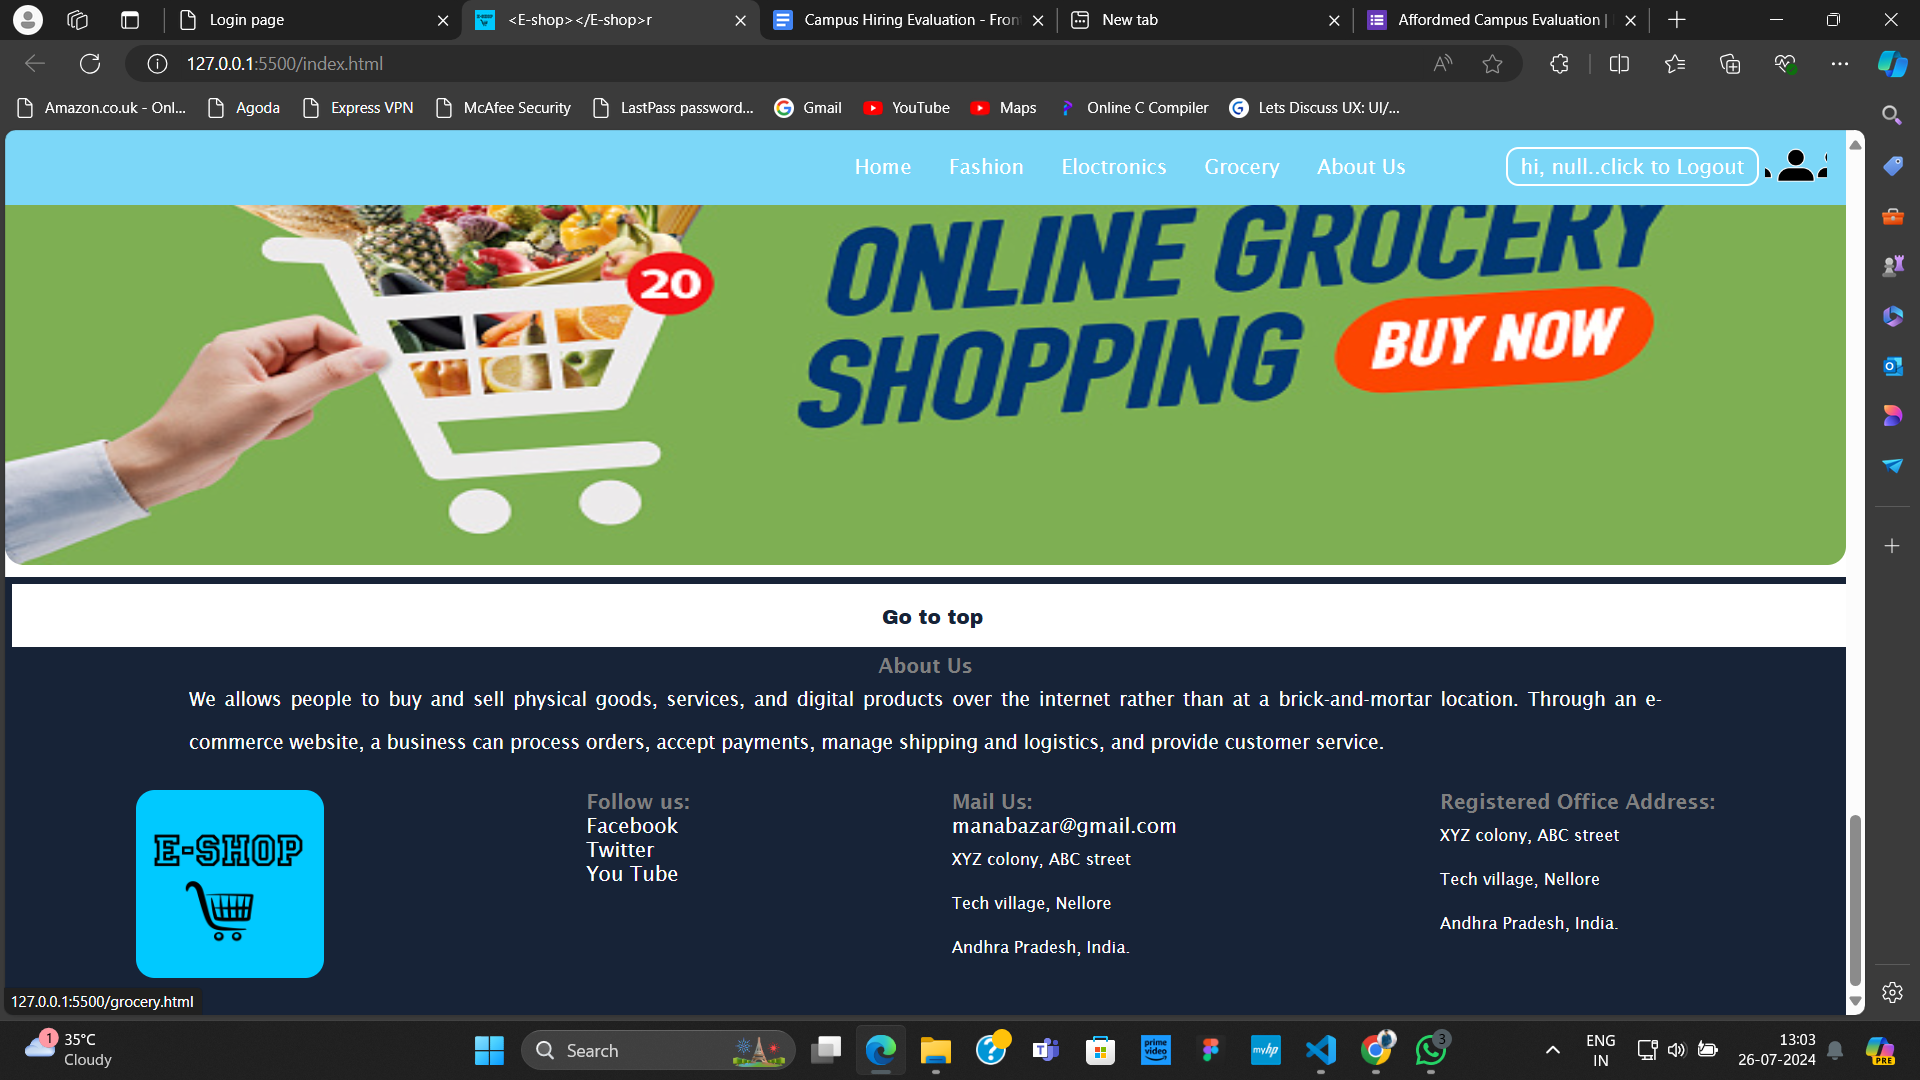 Login page
<E-shop></E-shop>r
Campus Hiring Evaluation - Fron
New tab
Affordmed Campus Evaluation |
127.0.0.1:5500/index.html
Amazon.co.uk - Onl...
Agoda
Express VPN
McAfee Security
LastPass password...
Gmail
YouTube
Maps
Online C Compiler
Lets Discuss UX: UI/...
Home
Fashion
Eloctronics
Grocery
About Us
hi, null..click to Logout
20
ONLINE GROCERY
SHOPPING
BUY NOW
Go to top
About Us
We allows people to buy and sell physical goods, services, and digital products over the internet rather than at a brick-and-mortar location. Through an e-
commerce website, a business can process orders, accept payments, manage shipping and logistics, and provide customer service.
E-SHOP
Follow us:
Facebook
Twitter
You Tube
Mail Us:
manabazar@gmail.com
XYZ colony, ABC street
Tech village, Nellore
Andhra Pradesh, India.
Registered Office Address:
XYZ colony, ABC street
Tech village, Nellore
Andhra Pradesh, India.
127.0.0.1:5500/grocery.html
1
35°C
Cloudy
Search
prime
video
myhp
3
ENG
IN
13:03
26-07-2024
PRE